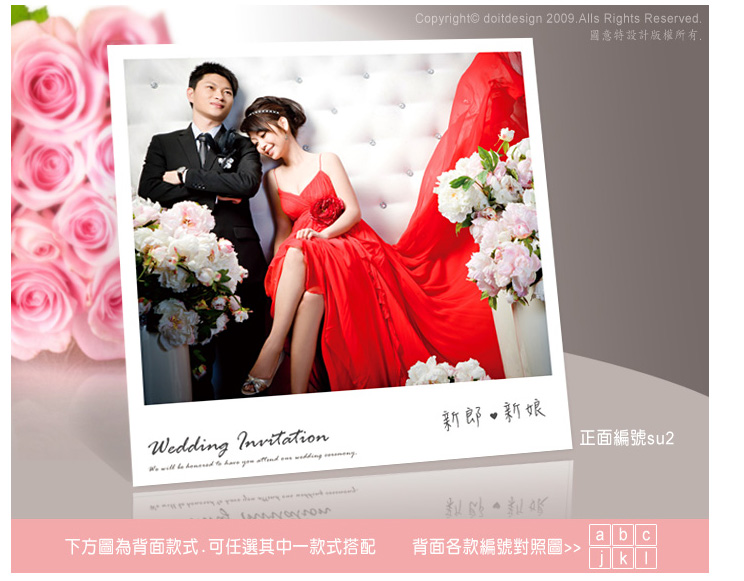 Copyright© doitdesign 2009.Alls Rights Reserved.
圖意特設計版權所有.
新郎♥新娘
Wedding Invitation
We will be honored to have you attend our wedding ceremony.
正面編號su2
下方圖為背面款式.可任選其中一款式搭配
背面各款編號對照圖>>
a b c
j k l